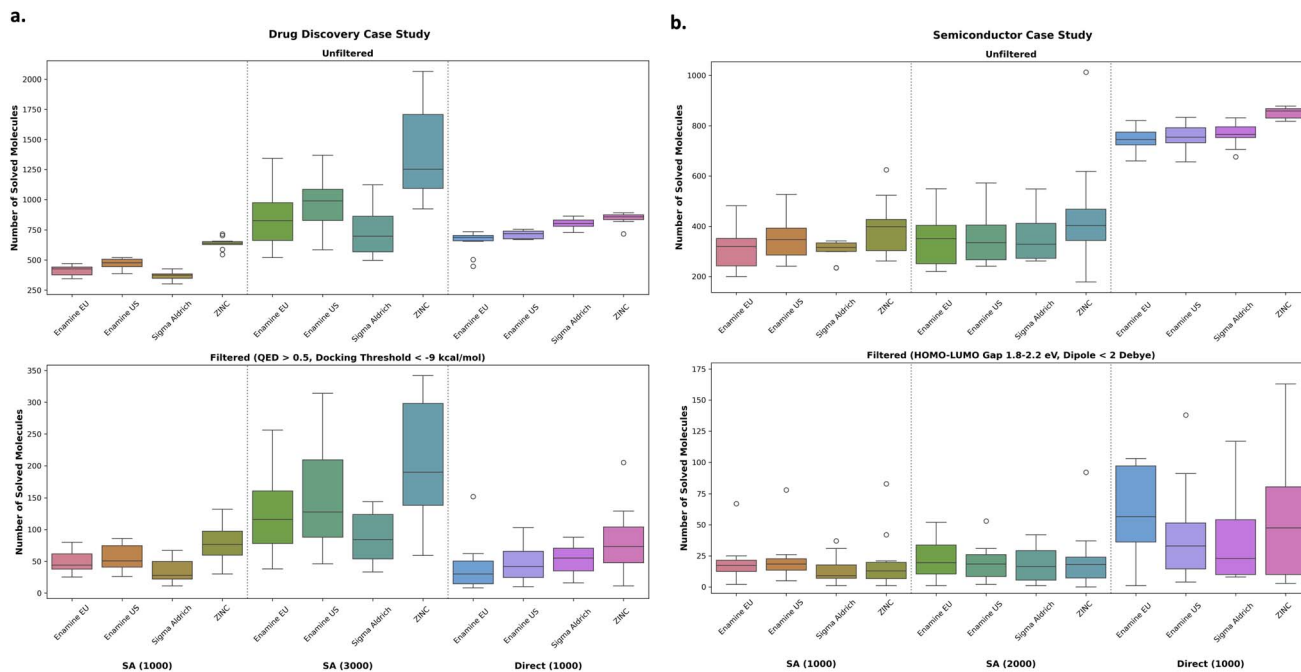 a.
Drug Discovery Case Study
Unfiltered
Number of Solved Molecules
2000
1750
1500
1250
1000
750
500
250
Enamine EU
Enamine US
Sigma Aldrich
ZINC
Enamine EU
Enamine US
Sigma Aldrich
ZINC
Enamine EU
Enamine US
Sigma Aldrich
ZINC
Filtered (QED > 0.5, Docking Threshold < -9 kcal/mol)
Number of Solved Molecules
350
300
250
200
150
100
50
0
Enamine EU
Enamine US
Sigma Aldrich
ZINC
Enamine EU
Enamine US
Sigma Aldrich
ZINC
Enamine EU
Enamine US
Sigma Aldrich
ZINC
SA (1000)
SA (3000)
Direct (1000)
b.
Semiconductor Case Study
Unfiltered
Number of Solved Molecules
1000
800
600
400
200
Enamine EU
Enamine US
Sigma Aldrich
ZINC
Enamine EU
Enamine US
Sigma Aldrich
ZINC
Enamine EU
Enamine US
Sigma Aldrich
ZINC
Filtered (HOMO-LUMO Gap 1.8-2.2 eV, Dipole < 2 Debye)
Number of Solved Molecules
175
150
125
100
75
50
25
0
Enamine EU
Enamine US
Sigma Aldrich
ZINC
Enamine EU
Enamine US
Sigma Aldrich
ZINC
Enamine EU
Enamine US
Sigma Aldrich
ZINC
SA (1000)
SA (2000)
Direct (1000)